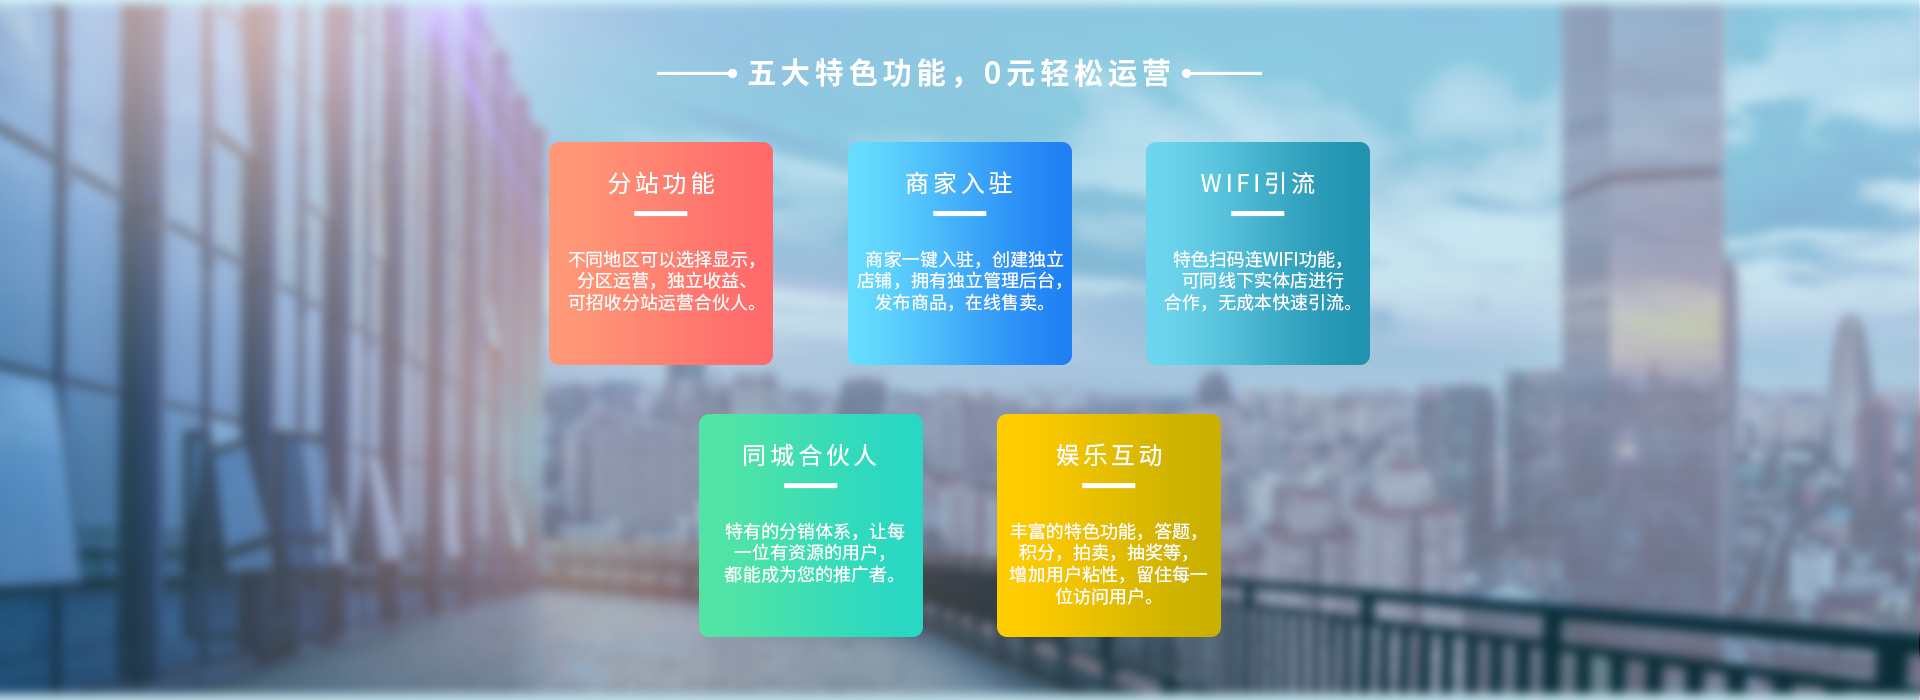 五大特色功能，0元轻松运营
分站功能
不同地区可以选择显示，
分区运营，独立收益、
可招收分站运营合伙人。
商家入驻
商家一键入驻，创建独立
店铺，拥有独立管理后台，
发布商品，在线售卖。
WIFI引流
特色扫码连WIFI功能，
可同线下实体店进行
合作，无成本快速引流。
同城合伙人
特有的分销体系，让每
一位有资源的用户，
都能成为您的推广者。
娱乐互动
丰富的特色功能，答题，
积分，拍卖，抽奖等，
增加用户粘性，留住每一
位访问用户。